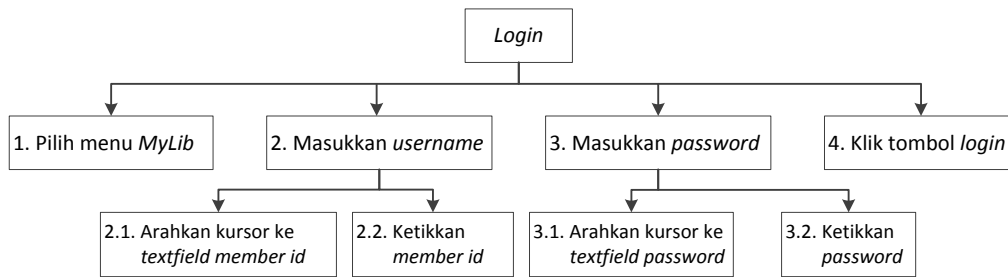 Login
1. Pilih menu MyLib
2. Masukkan username
3. Masukkan password
4. Klik tombol login
2.1. Arahkan kursor ke
textfield member id
2.2. Ketikkan
member id
3.1. Arahkan kursor ke
textfield password
3.2. Ketikkan
password